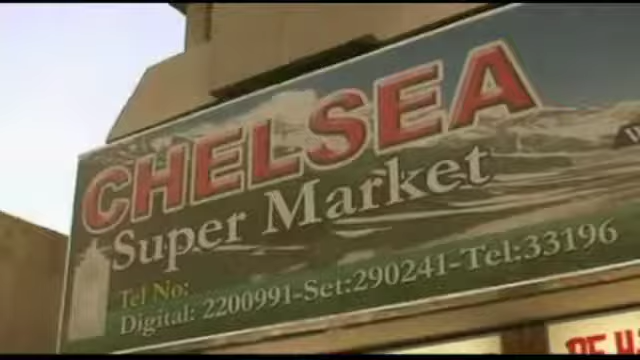 CHELSEA
Super Market
Tel No:
Digital: 2200991-Set:290241-Tel:33196